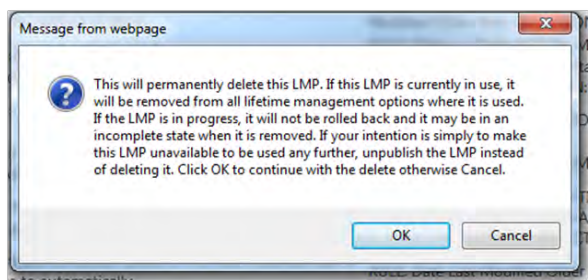 Message from webpage
This will permanently delete this LMP. If this LMP is currently in use, it
will be removed from all lifetime management options where it is used.
If the LMP is in progress, it will not be rolled back and it may be in an
incomplete state when it is removed. If your intention is simply to make
this LMP unavailable to be used any further, unpublish the LMP instead
of deleting it. Click OK to continue with the delete otherwise Cancel.
OK
Cancel